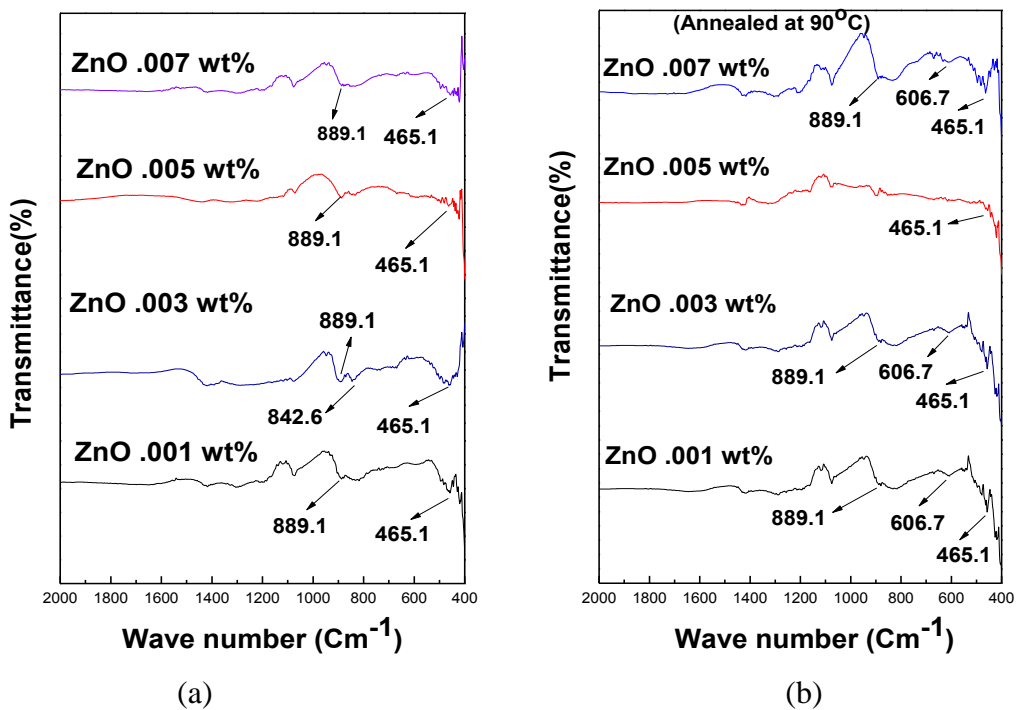 Transmittance(%)
ZnO .007 wt%
889.1
465.1
ZnO .005 wt%
889.1
465.1
ZnO .003 wt%
889.1
842.6
465.1
ZnO .001 wt%
889.1
465.1
2000 1600 1400 1200 1000 800 600 400
Wave number (Cm⁻¹)
(a)
Transmittance(%)
(Annealed at 90⁰C)
ZnO .007 wt%
606.7
889.1
465.1
ZnO .005 wt%
465.1
ZnO .003 wt%
889.1
606.7
465.1
ZnO .001 wt%
889.1
606.7
465.1
2000 1600 1400 1200 1000 800 600 400
Wave number (Cm⁻¹)
(b)